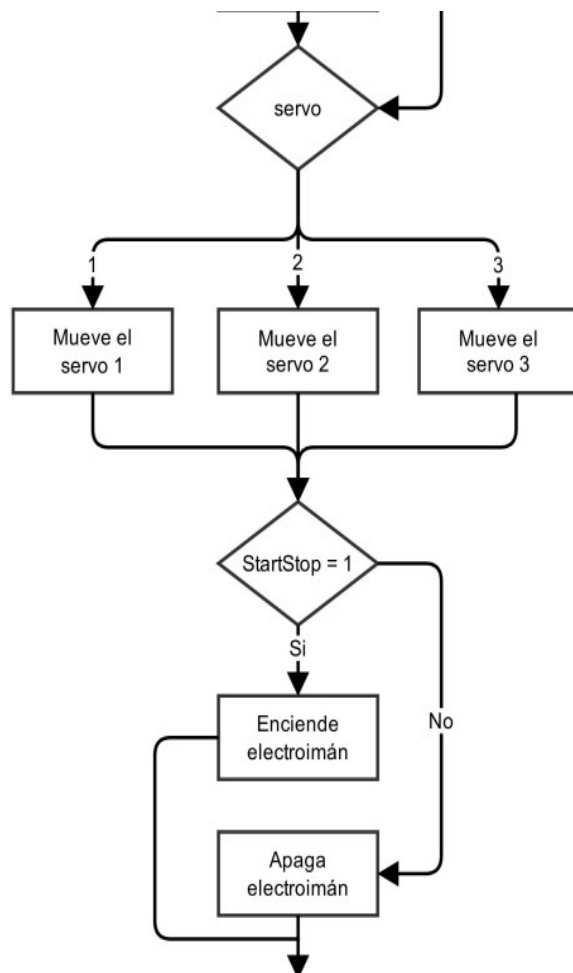 servo
1
2
3
Mueve el
servo 1
Mueve el
servo 2
Mueve el
servo 3
StartStop = 1
Si
Enciende
electroimán
No
Apaga
electroimán